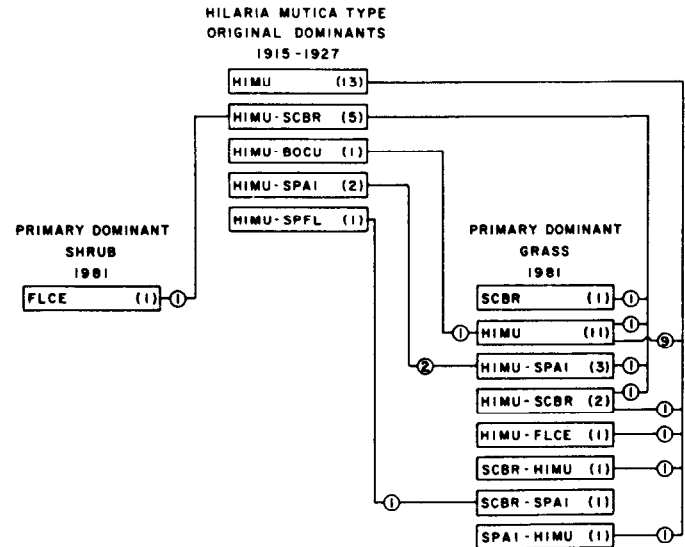 HILARIA MUTICA TYPE
ORIGINAL DOMINANTS
1915-1927
HIMU (13)
HIMU-SCBR (5)
HIMU-BOCU (1)
HIMU-SPAI (2)
HIMU-SPFL (1)
PRIMARY DOMINANT
SHRUB
1981
FLCE (1) 1
PRIMARY DOMINANT
GRASS
1981
SCBR (1) 1
1 HIMU (11) 1 9
2 HIMU-SPAI (3) 1
HIMU-SCBR (2) 1 1
HIMU-FLCE (1) 1
SCBR-HIMU (1) 1
1 SCBR-SPAI (1)
SPAI-HIMU (1) 1